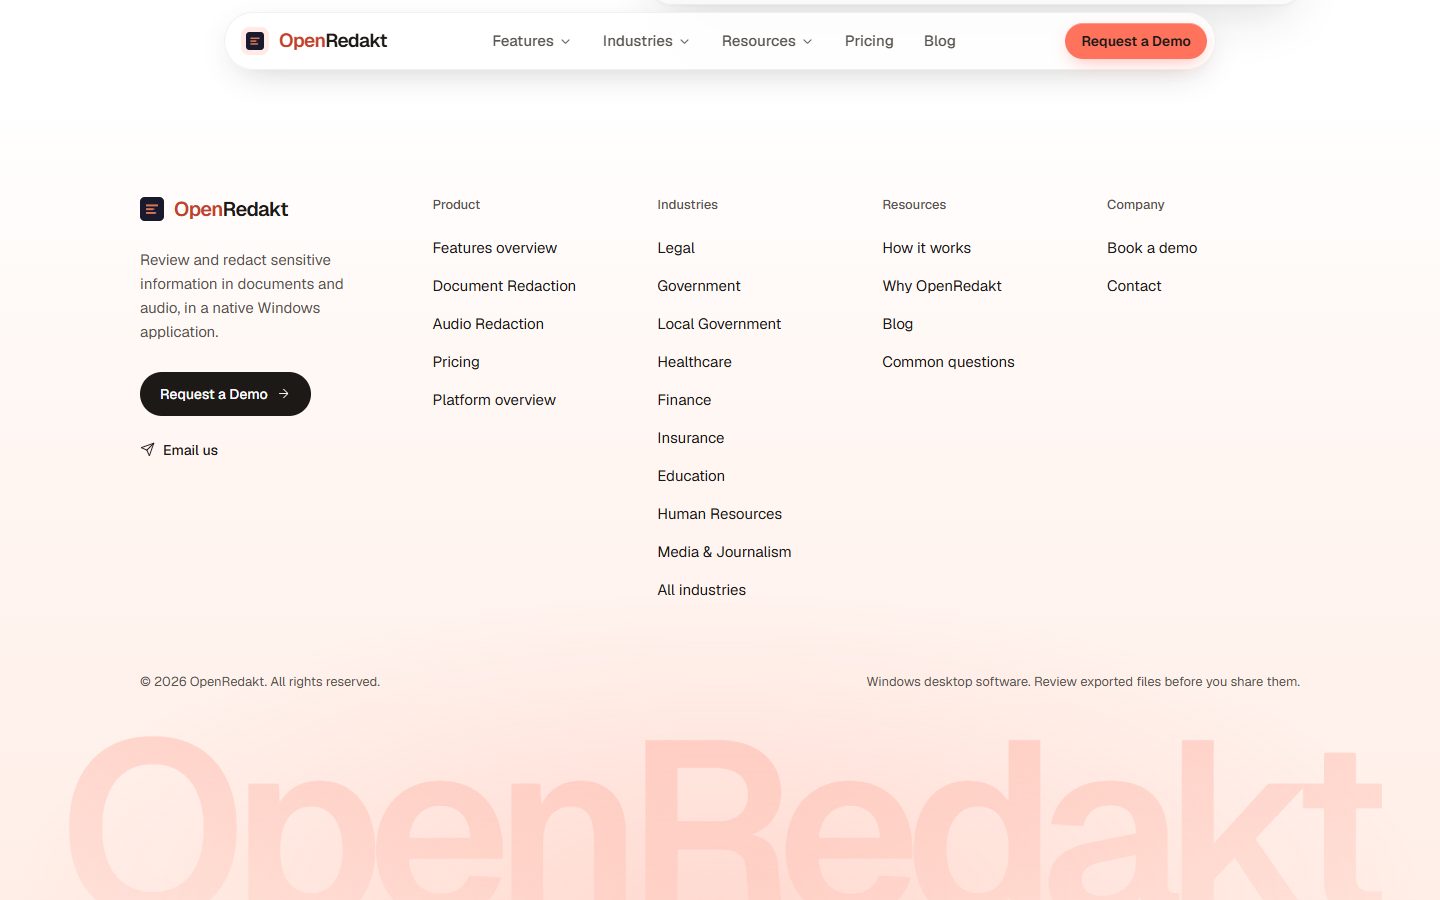 OpenRedakt
Features
Industries
Resources
Pricing
Blog
Request a Demo
OpenRedakt
Review and redact sensitive
information in documents and
audio, in a native Windows
application.
Request a Demo
Email us
Product
Features overview
Document Redaction
Audio Redaction
Pricing
Platform overview
Industries
Legal
Government
Local Government
Healthcare
Finance
Insurance
Education
Human Resources
Media & Journalism
All industries
Resources
How it works
Why OpenRedakt
Blog
Common questions
Company
Book a demo
Contact
© 2026 OpenRedakt. All rights reserved.
Windows desktop software. Review exported files before you share them.
OpenRedakt